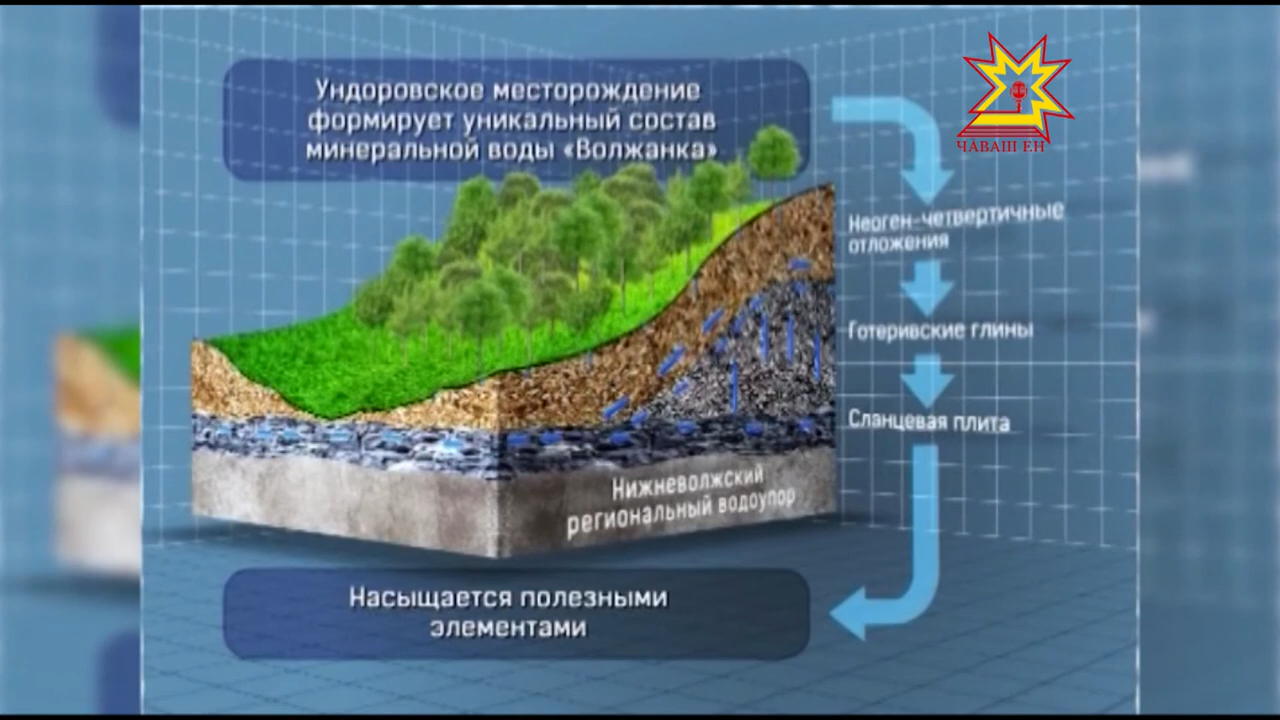 Ундоровское месторождение
формирует уникальный состав
минеральной воды «Волжанка»
ЧĂВАШ ЕН
Неоген-четвертичные
отложения
Готеривские глины
Сланцевая плита
Нижневолжский
региональный водоупор
Насыщается полезными
элементами